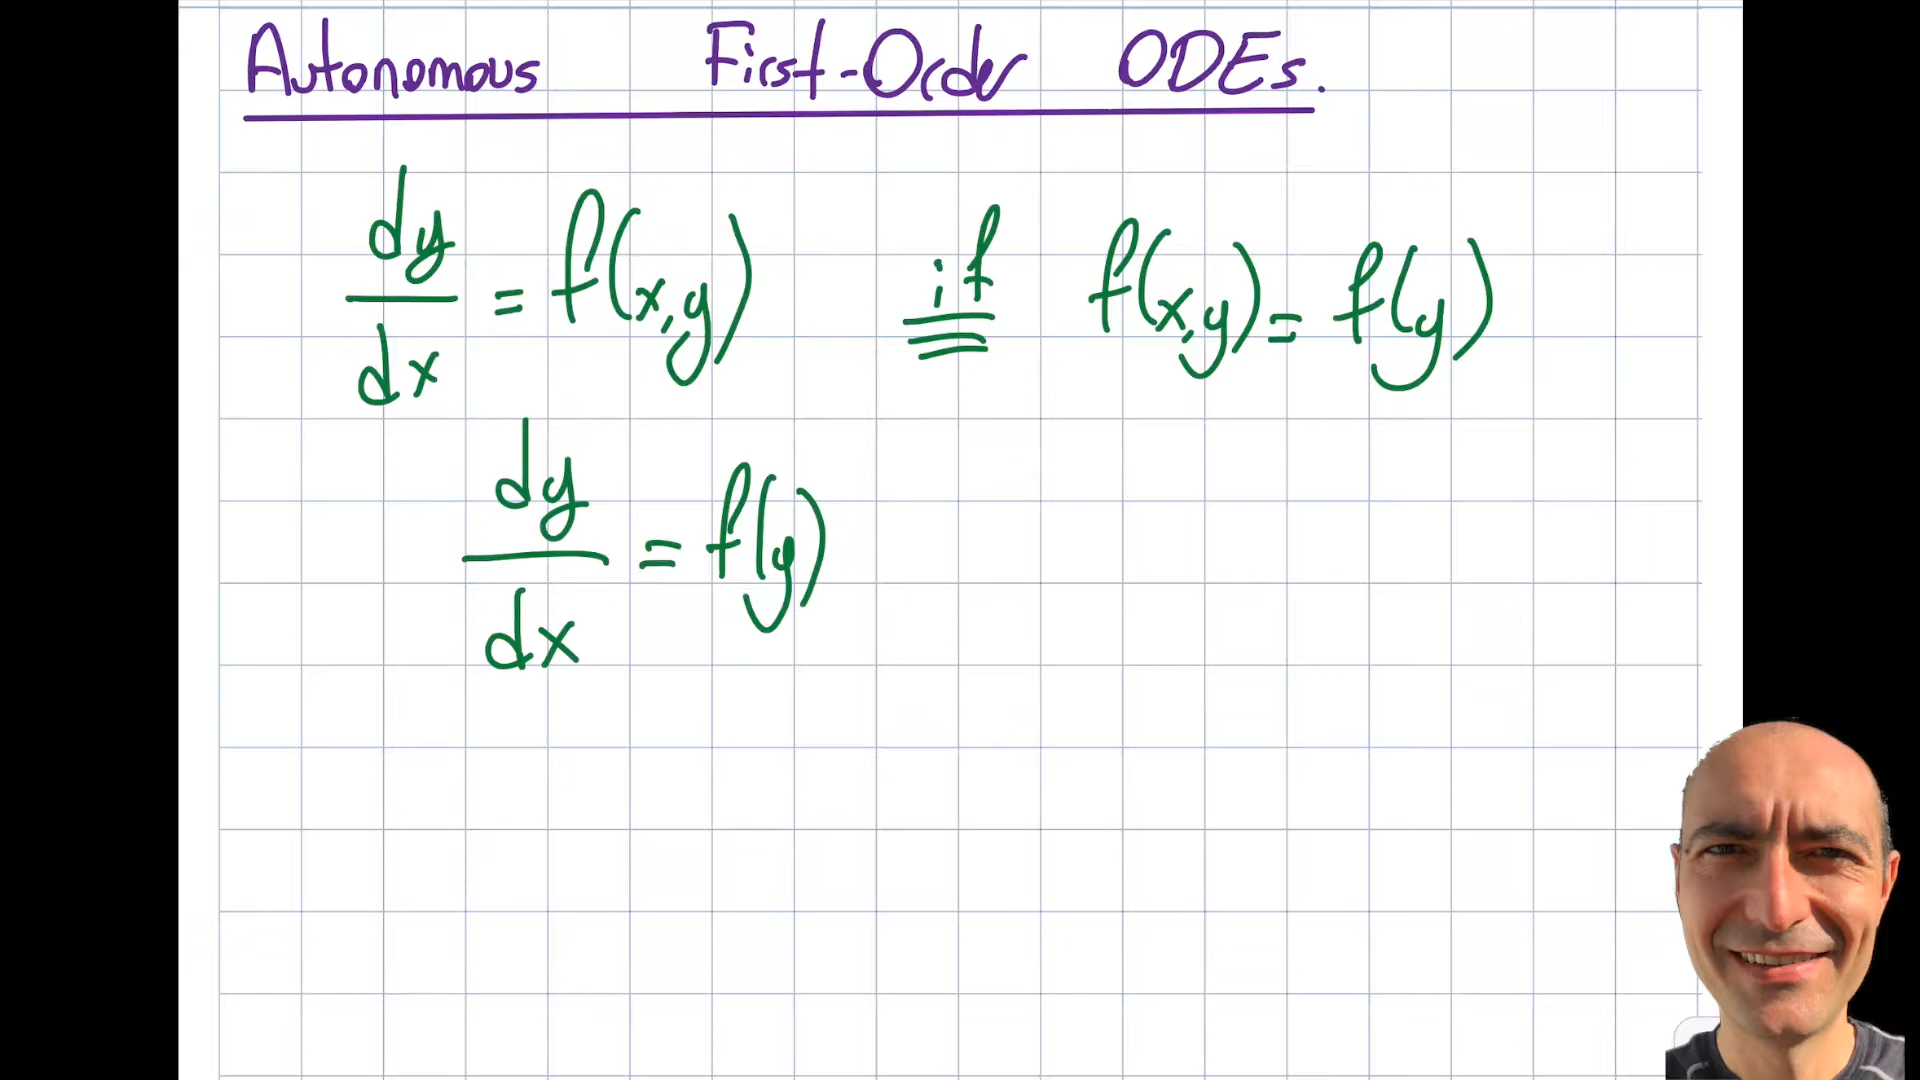 Autonomous First-Order ODEs.
dy/dx = f(x,y) if f(x,y) = f(y)
dy/dx = f(y)